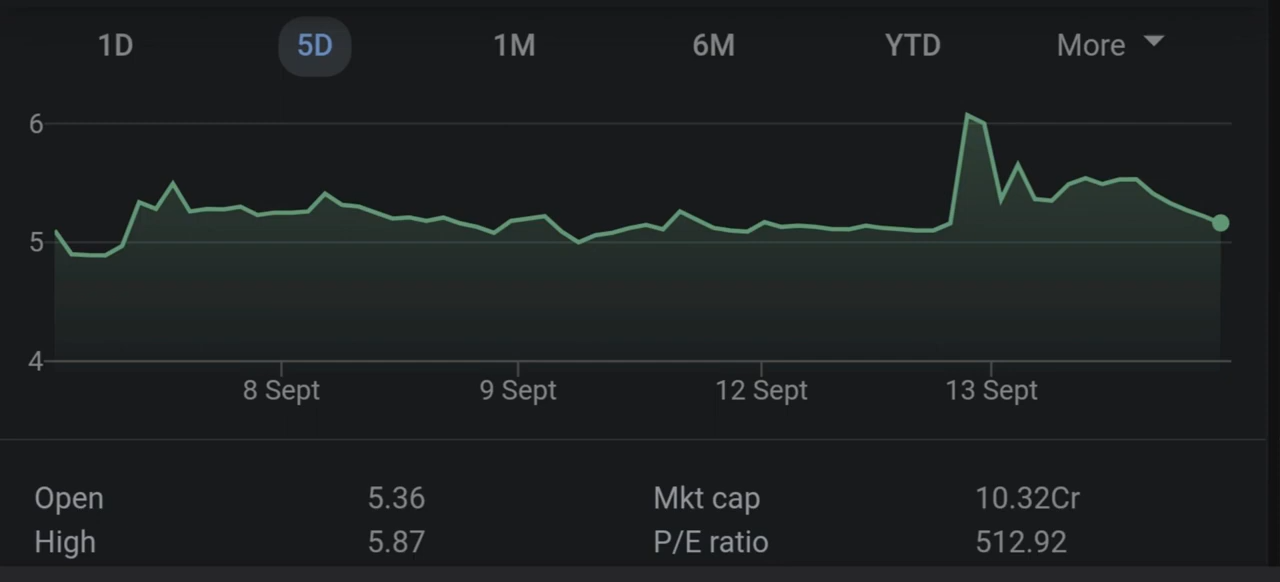 1D 5D 1M 6M YTD More
6
5
4
8 Sept 9 Sept 12 Sept 13 Sept
Open 5.36 Mkt cap 10.32Cr
High 5.87 P/E ratio 512.92